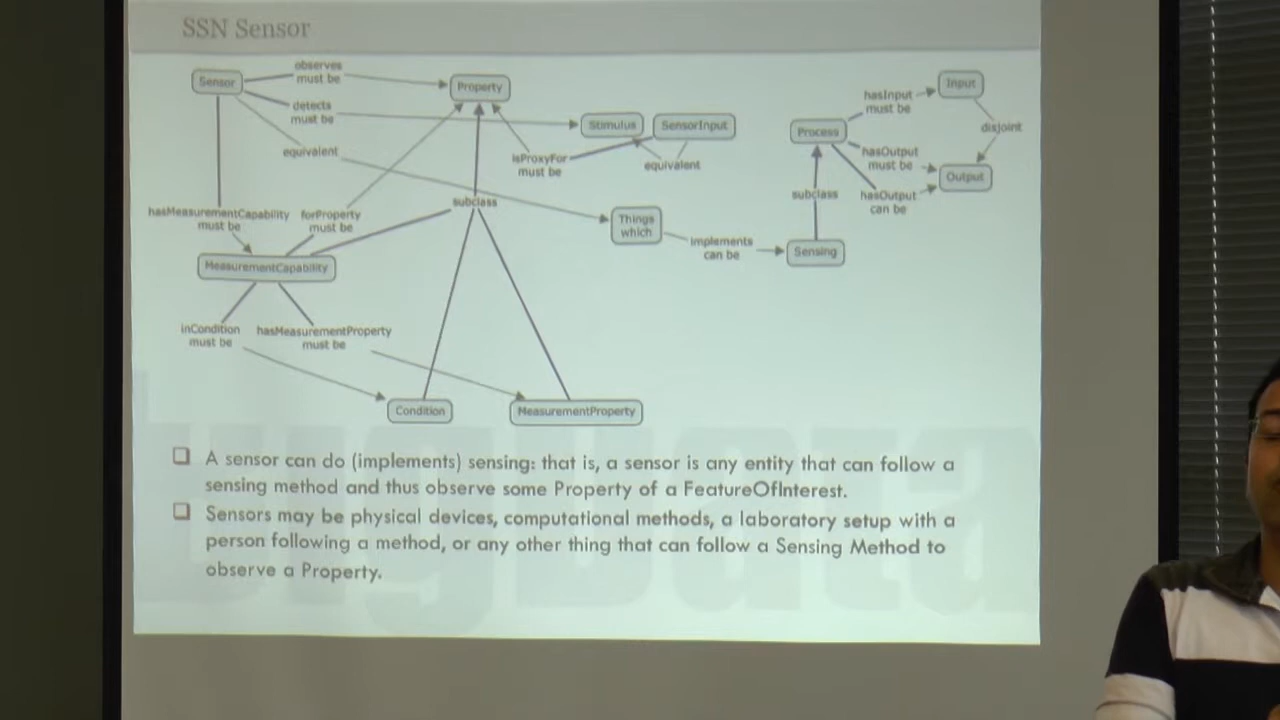 SSN Sensor
Sensor
observes
must be
Property
detects
must be
Stimulus
SensorInput
equivalent
isProxyFor
must be
equivalent
hasInput
must be
Input
Process
disjoint
hasOutput
must be
Output
subclass
hasOutput
can be
subclass
hasMeasurementCapability
must be
forProperty
must be
Things
which
implements
can be
Sensing
MeasurementCapability
inCondition
must be
hasMeasurementProperty
must be
Condition
MeasurementProperty
A sensor can do (implements) sensing: that is, a sensor is any entity that can follow a
sensing method and thus observe some Property of a FeatureOfInterest.
Sensors may be physical devices, computational methods, a laboratory setup with a
person following a method, or any other thing that can follow a Sensing Method to
observe a Property.